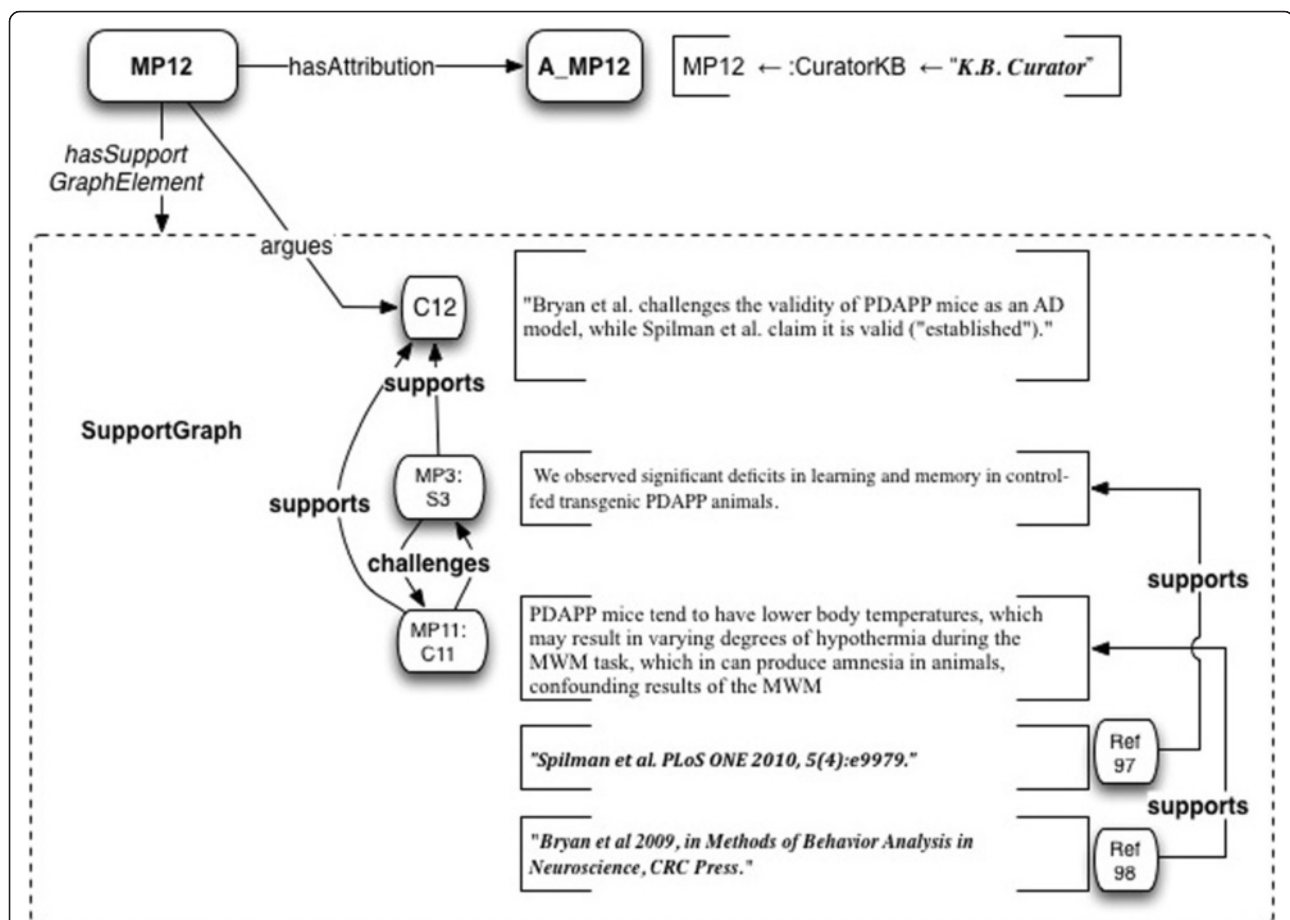 MP12
hasAttribution
A_MP12
MP12 ← :CuratorKB ← "K.B. Curator"
hasSupport
GraphElement
argues
C12
"Bryan et al. challenges the validity of PDAPP mice as an AD
model, while Spilman et al. claim it is valid ("established")."
supports
SupportGraph
MP3:
S3
We observed significant deficits in learning and memory in control-
fed transgenic PDAPP animals.
supports
challenges
supports
MP11:
C11
PDAPP mice tend to have lower body temperatures, which
may result in varying degrees of hypothermia during the
MWM task, which in can produce amnesia in animals,
confounding results of the MWM
"Spilman et al. PLoS ONE 2010, 5(4):e9979."
Ref
97
supports
"Bryan et al 2009, in Methods of Behavior Analysis in
Neuroscience, CRC Press."
Ref
98